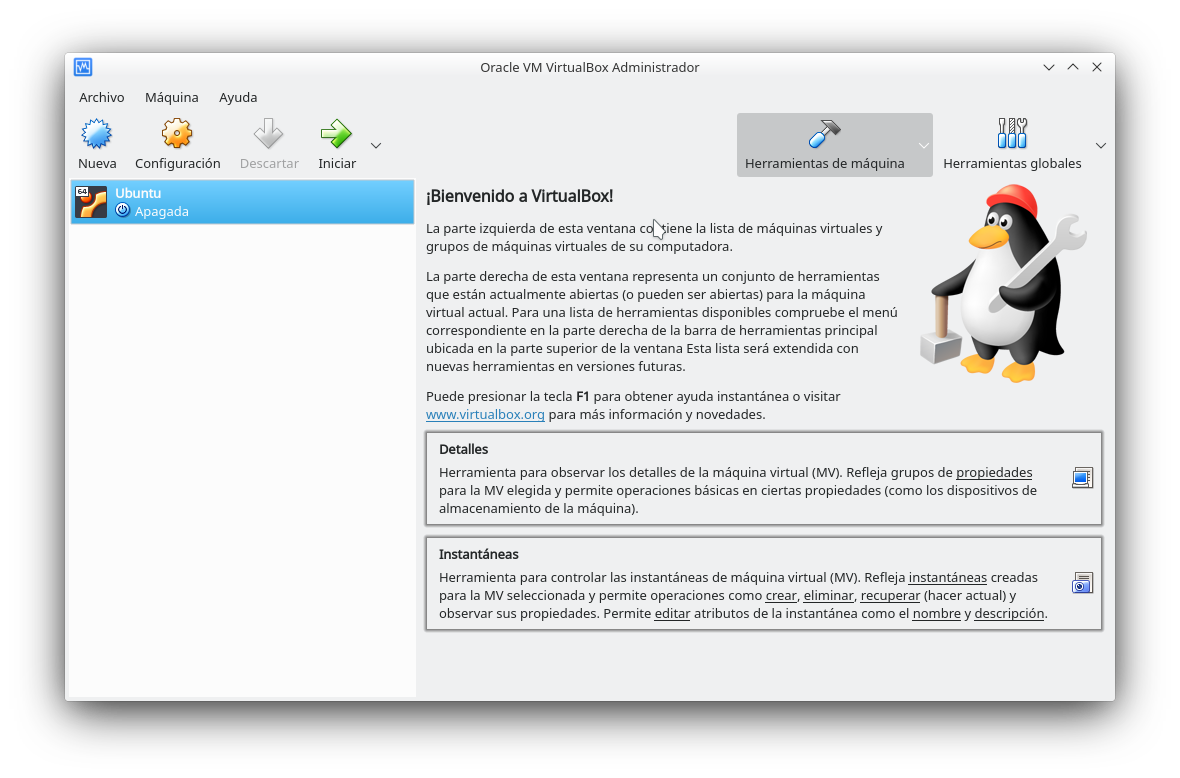 Oracle VM VirtualBox Administrador
Archivo Máquina Ayuda
Nueva Configuración Descartar Iniciar Herramientas de máquina Herramientas globales
64
Ubuntu
Apagada
¡Bienvenido a VirtualBox!
La parte izquierda de esta ventana contiene la lista de máquinas virtuales y
grupos de máquinas virtuales de su computadora.
La parte derecha de esta ventana representa un conjunto de herramientas
que están actualmente abiertas (o pueden ser abiertas) para la máquina
virtual actual. Para una lista de herramientas disponibles compruebe el menú
correspondiente en la parte derecha de la barra de herramientas principal
ubicada en la parte superior de la ventana Esta lista será extendida con
nuevas herramientas en versiones futuras.
Puede presionar la tecla F1 para obtener ayuda instantánea o visitar
www.virtualbox.org para más información y novedades.
Detalles
Herramienta para observar los detalles de la máquina virtual (MV). Refleja grupos de propiedades
para la MV elegida y permite operaciones básicas en ciertas propiedades (como los dispositivos de
almacenamiento de la máquina).
Instantáneas
Herramienta para controlar las instantáneas de máquina virtual (MV). Refleja instantáneas creadas
para la MV seleccionada y permite operaciones como crear, eliminar, recuperar (hacer actual) y
observar sus propiedades. Permite editar atributos de la instantánea como el nombre y descripción.